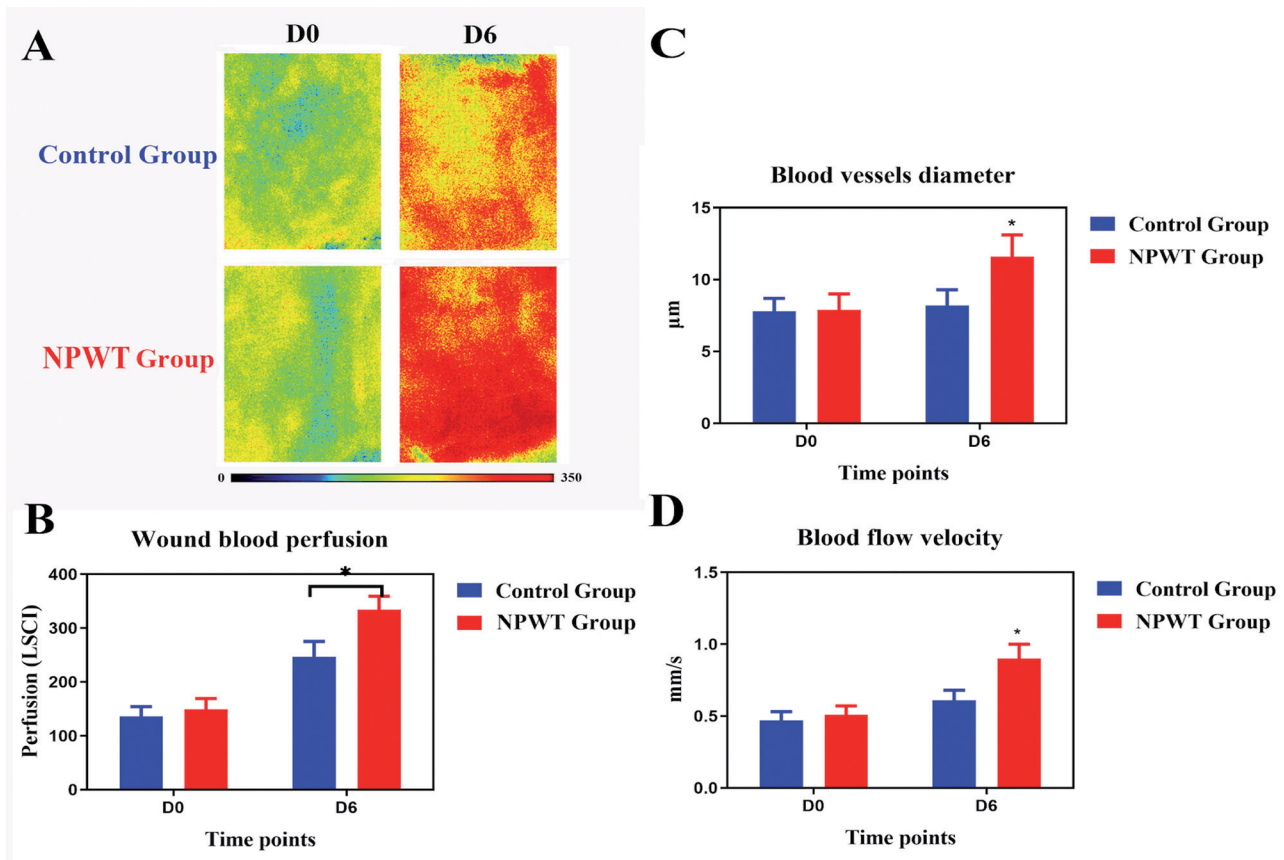 A
D0
D6
Control Group
NPWT Group
0
350
B
Wound blood perfusion
Perfusion (LSCI)
400
300
200
100
0
*
D0
D6
Time points
Control Group
NPWT Group
C
Blood vessels diameter
μm
15
10
5
0
*
D0
D6
Time points
Control Group
NPWT Group
D
Blood flow velocity
mm/s
1.5
1.0
0.5
0.0
*
D0
D6
Time points
Control Group
NPWT Group